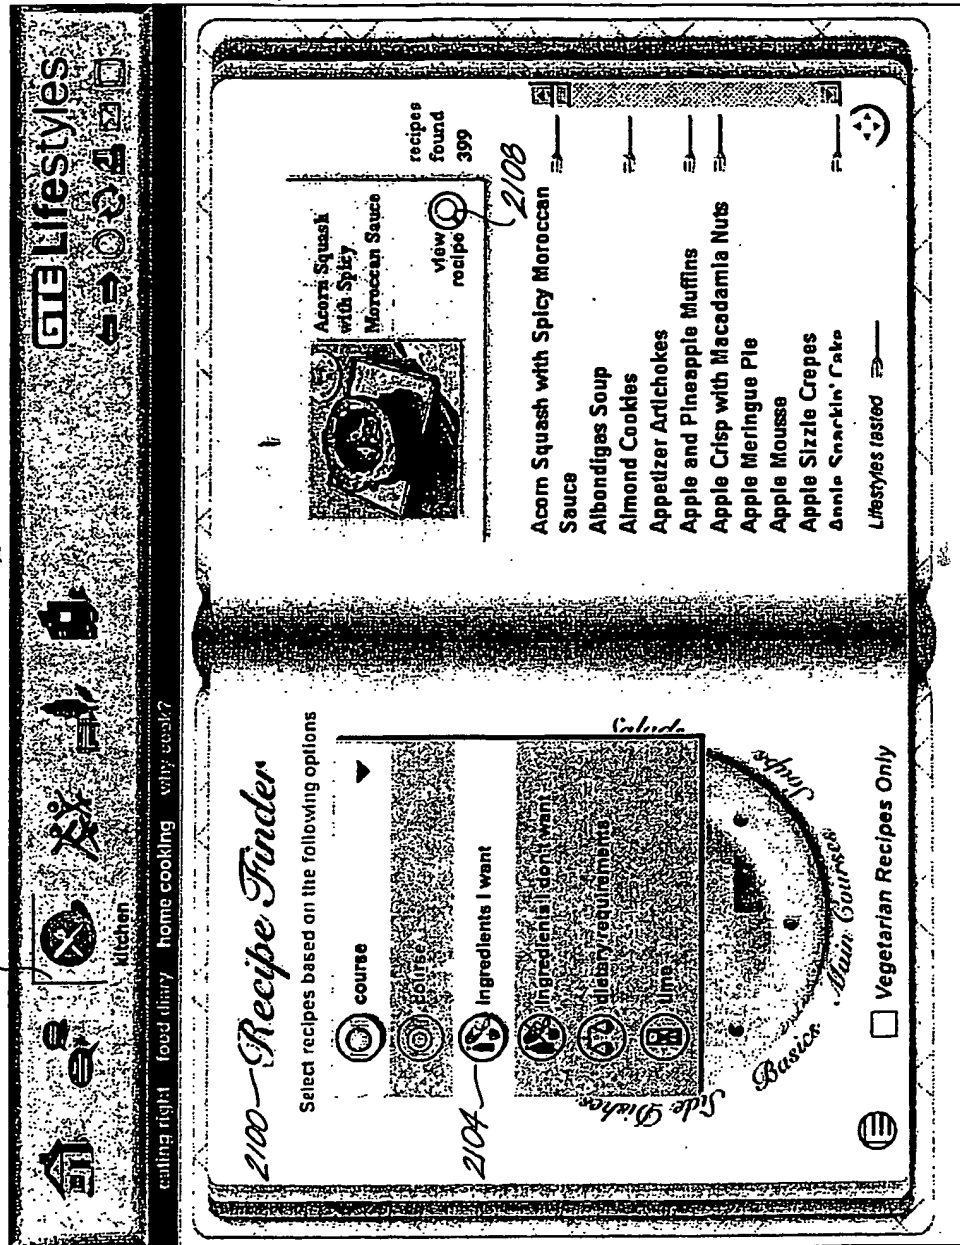 GTE Lifestyles
kitchen
eating right food diary home cooking why cook?
2100
Recipe Finder
Select recipes based on the following options
course
course
2104
Ingredients I want
Ingredients I don't want
dietary requirements
time
Side Dishes
Basics
Main Courses
Soups
Salads
Vegetarian Recipes Only
Acorn Squash
with Spicy
Moroccan Sauce
view
recipe
recipes
found
399
2108
Acorn Squash with Spicy Moroccan
Sauce
Albondigas Soup
Almond Cookies
Appetizer Artichokes
Apple and Pineapple Muffins
Apple Crisp with Macadamia Nuts
Apple Meringue Pie
Apple Mousse
Apple Sizzle Crepes
Apple Snackin' Cake
Lifestyles tasted